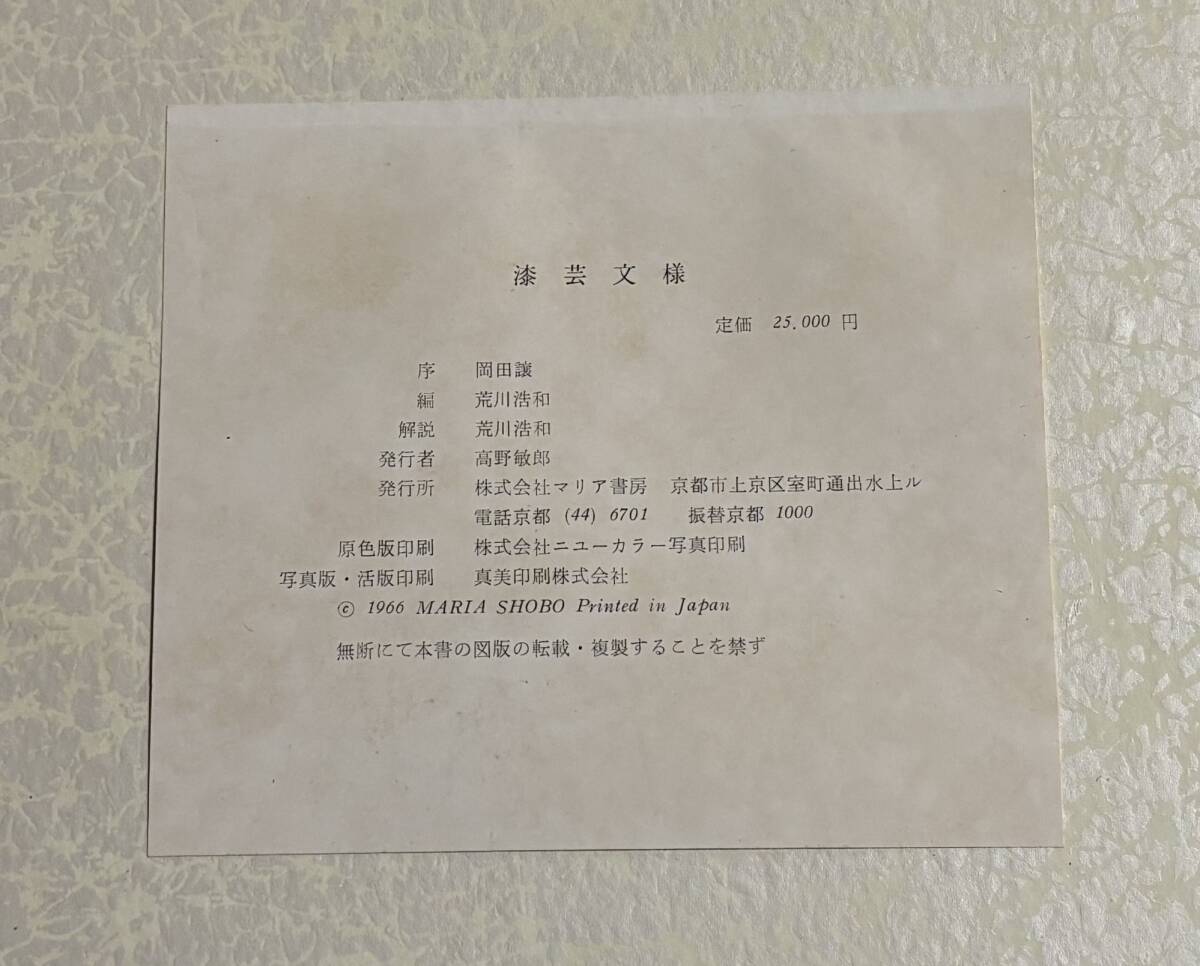 漆芸文様
定価 25.000 円
序 岡田譲
編 荒川浩和
解説 荒川浩和
発行者 高野敏郎
発行所 株式会社マリア書房 京都市上京区室町通出水上ル
電話京都 (44) 6701 振替京都 1000
原色版印刷 株式会社ニユーカラー写真印刷
写真版・活版印刷 真美印刷株式会社
© 1966 MARIA SHOBO Printed in Japan
無断にて本書の図版の転載・複製することを禁ず